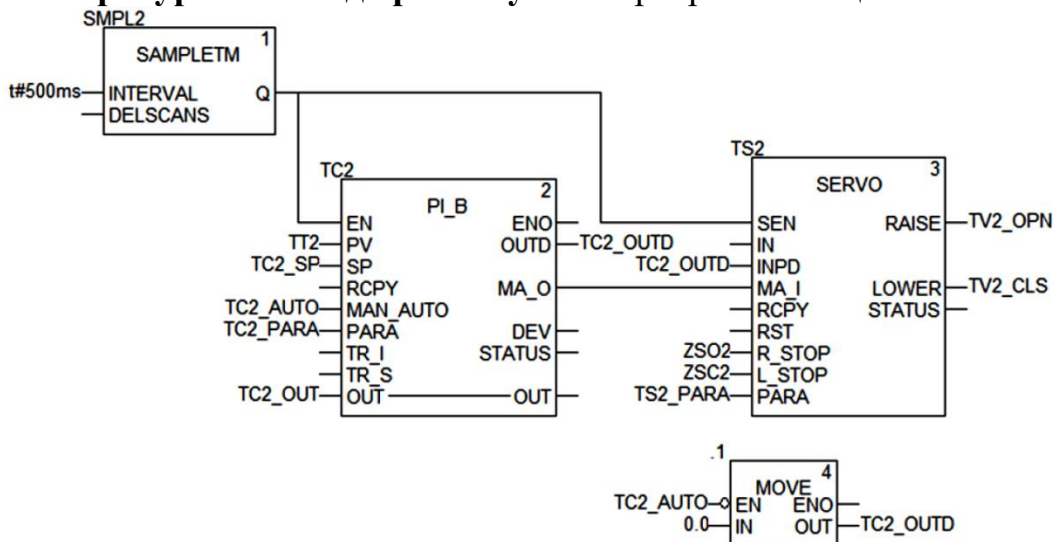 SMPL2
1
SAMPLETM
t#500ms INTERVAL Q
DELSCANS
TC2
2
PI_B
EN ENO
TT2 PV OUTD TC2_OUTD
TC2_SP SP
RCPY MA_O
TC2_AUTO MAN_AUTO
TC2_PARA PARA DEV
TR_I STATUS
TR_S
TC2_OUT OUT OUT
TS2
3
SERVO
SEN RAISE TV2_OPN
IN
TC2_OUTD INPD
MA_I LOWER TV2_CLS
RCPY STATUS
RST
ZSO2 R_STOP
ZSC2 L_STOP
TS2_PARA PARA
.1
4
MOVE
TC2_AUTO EN ENO
0.0 IN OUT TC2_OUTD